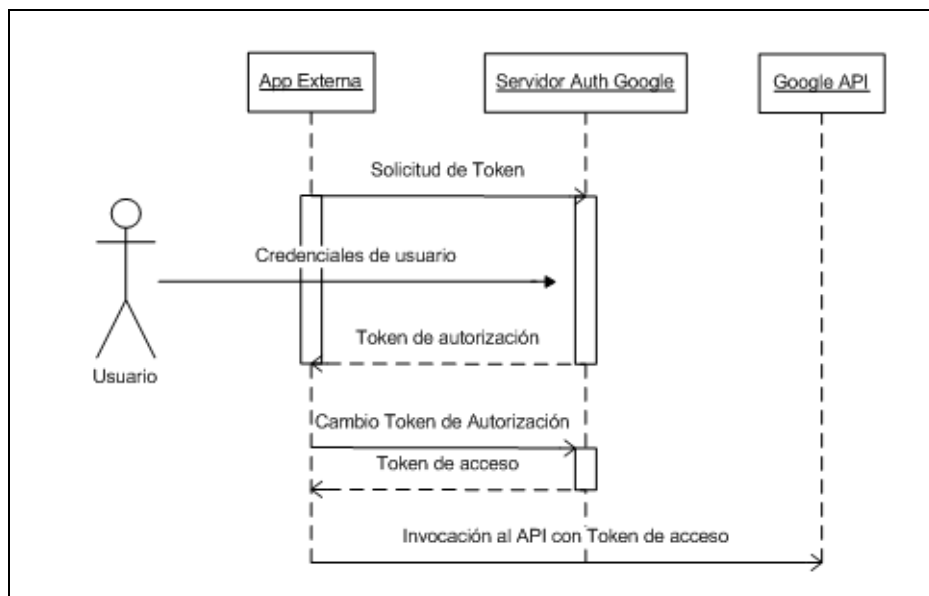 App Externa
Servidor Auth Google
Google API
Solicitud de Token
Credenciales de usuario
Token de autorización
Usuario
Cambio Token de Autorización
Token de acceso
Invocación al API con Token de acceso